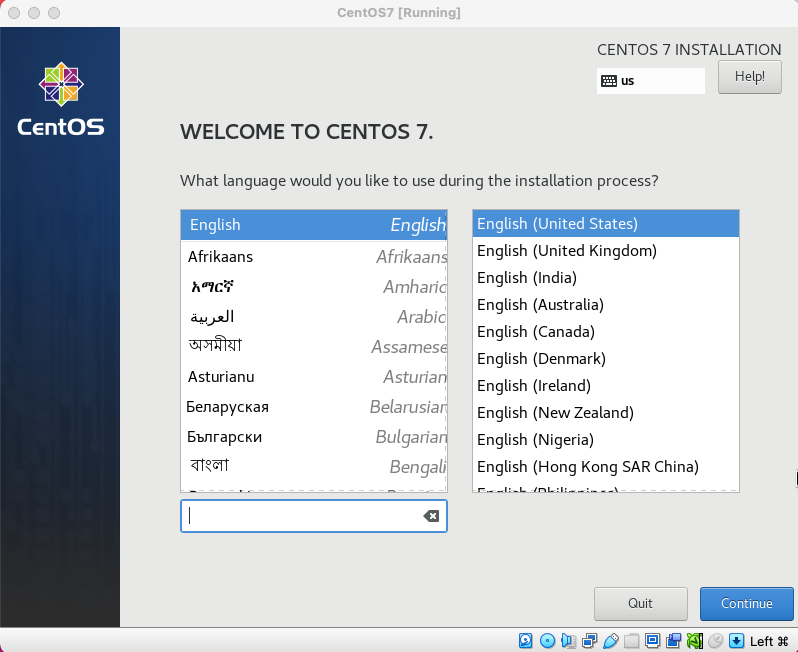 CentOS7 [Running]
CENTOS 7 INSTALLATION
us
Help!
CentOS
WELCOME TO CENTOS 7.
What language would you like to use during the installation process?
English English
Afrikaans Afrikaans
አማርኛ Amharic
العربية Arabic
অসমীয়া Assamese
Asturianu Asturian
Беларуская Belarusian
Български Bulgarian
বাংলা Bengali
English (United States)
English (United Kingdom)
English (India)
English (Australia)
English (Canada)
English (Denmark)
English (Ireland)
English (New Zealand)
English (Nigeria)
English (Hong Kong SAR China)
English (Philippines)
Quit
Continue
Left ⌘